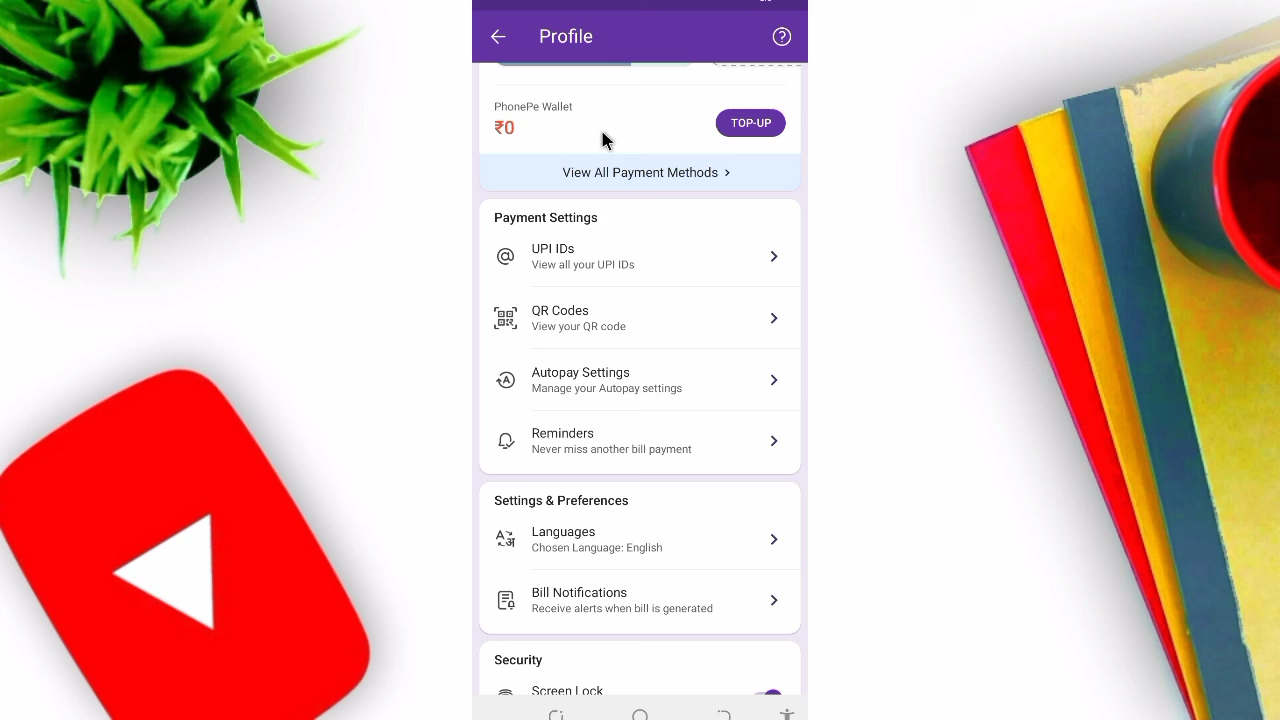 Profile
PhonePe Wallet
₹0
TOP-UP
View All Payment Methods
Payment Settings
UPI IDs
View all your UPI IDs
QR Codes
View your QR code
Autopay Settings
Manage your Autopay settings
Reminders
Never miss another bill payment
Settings & Preferences
Languages
Chosen Language: English
Bill Notifications
Receive alerts when bill is generated
Security
Screen Lock